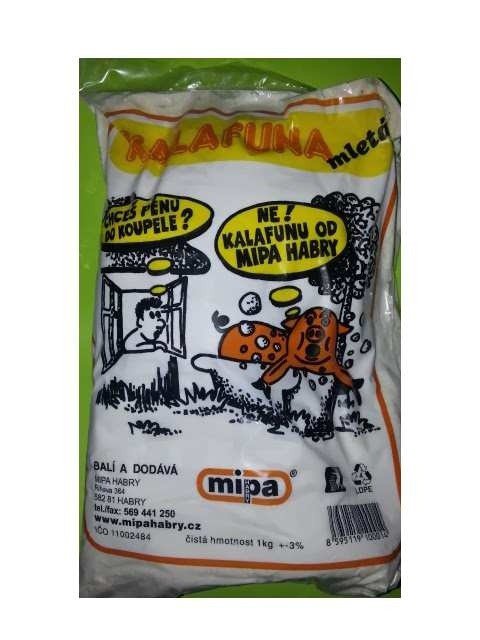 KALAFUNA
mletá
CHCEŠ PĚNU
DO KOUPELE?
NE!
KALAFUNU OD
MIPA HABRY
BALÍ A DODÁVÁ
MIPA HABRY
582 81 HABRY
tel./fax: 569 441 250
www.mipahabry.cz
IČO 11002484
mipa
HABRY
čistá hmotnost 1kg +-3%
LDPE